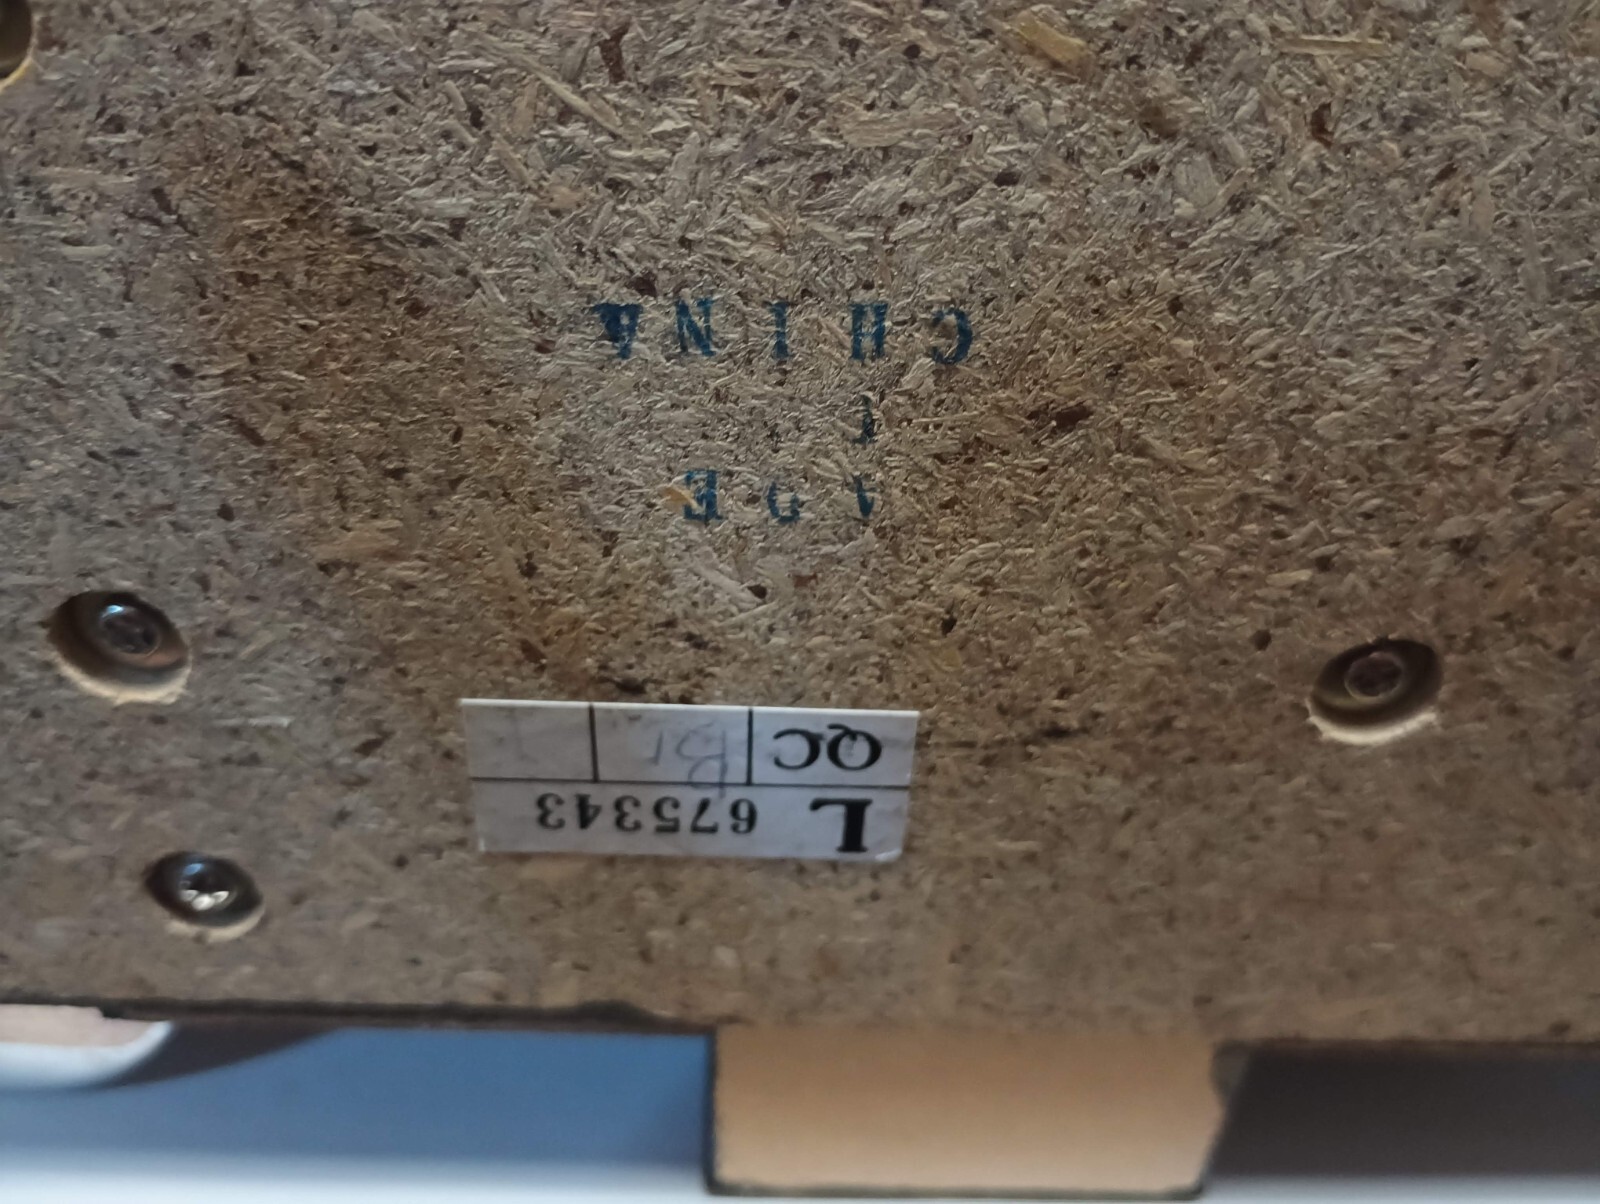 L 675343
QC
ADE
I
CHINA